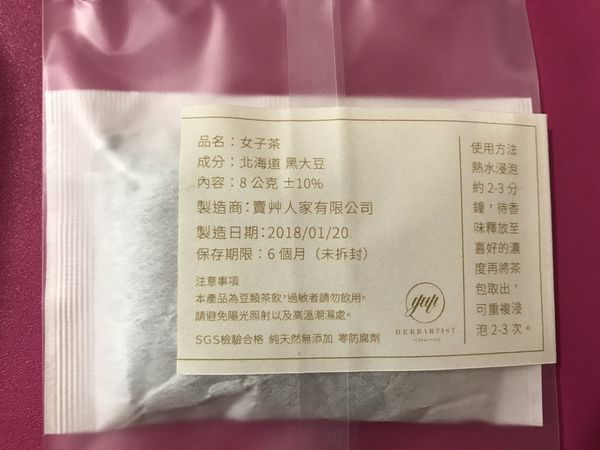 品名：女子茶
成分：北海道 黑大豆
內容：8 公克 ±10%
製造商：賣艸人家有限公司
製造日期：2018/01/20
保存期限：6 個月（未拆封）
注意事項
本產品為豆類茶飲，過敏者請勿飲用。
請避免陽光照射以及高溫潮濕處。
SGS檢驗合格 純天然無添加 零防腐劑
yuyi
HERBARTIST
使用方法
熱水浸泡
約 2-3 分
鐘，待香
味釋放至
喜好的濃
度再將茶
包取出，
可重複浸
泡 2-3 次。